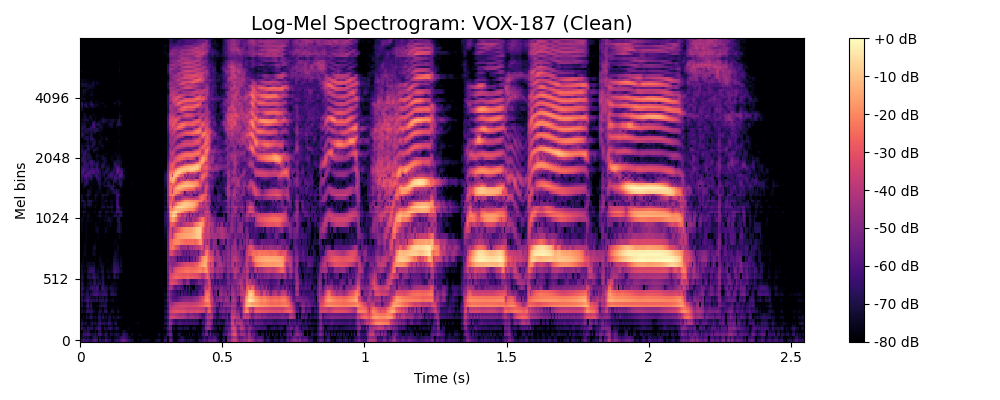 Log-Mel Spectrogram: VOX-187 (Clean)
Mel bins
4096
2048
1024
512
0
0
0.5
1
1.5
2
2.5
Time (s)
+0 dB
-10 dB
-20 dB
-30 dB
-40 dB
-50 dB
-60 dB
-70 dB
-80 dB